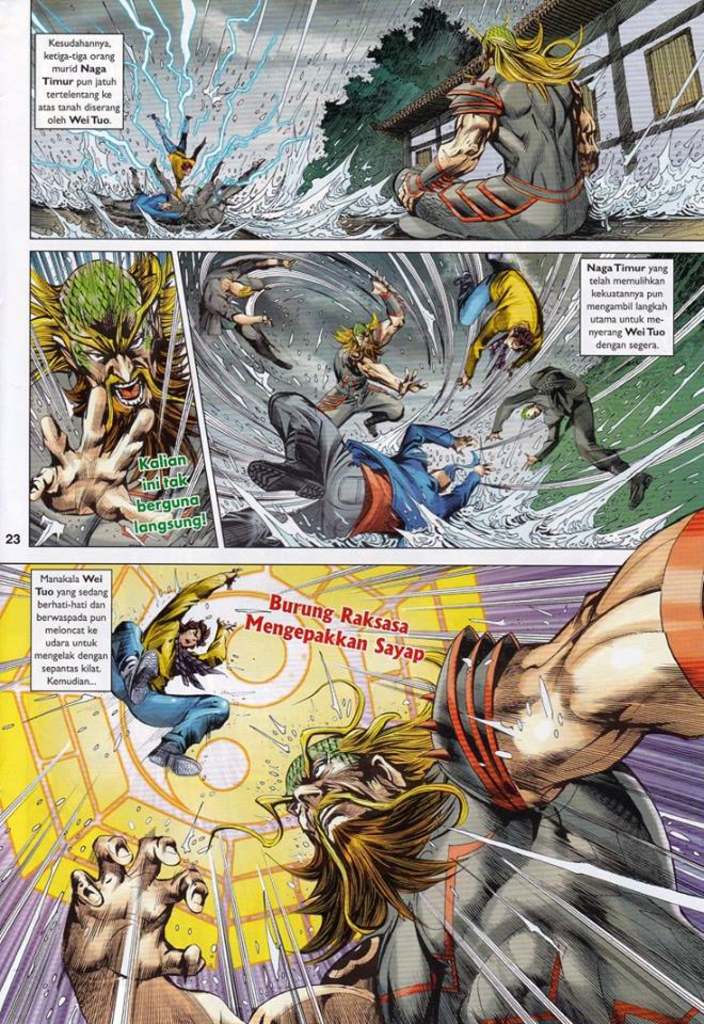 Kesudahannya,
ketiga-tiga orang
murid Naga
Timur pun jatuh
tertelentang ke
atas tanah diserang
oleh Wei Tuo.
Naga Timur yang
telah memulihkan
kekuatannya pun
mengambil langkah
utama untuk me-
nyerang Wei Tuo
dengan segera.
Kalian
ini tak
berguna
langsung!
23
Manakala Wei
Tuo yang sedang
berhati-hati dan
berwaspada pun
meloncat ke
udara untuk
mengelak dengan
sepantas kilat.
Kemudian...
Burung Raksasa
Mengepakkan Sayap